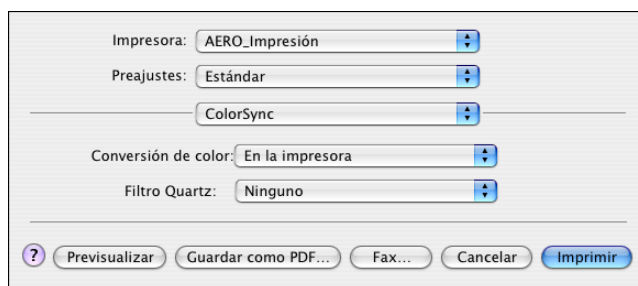 Impresora: AERO_Impresión
Preajustes: Estándar
ColorSync
Conversión de color: En la impresora
Filtro Quartz: Ninguno
? Previsualizar Guardar como PDF... Fax... Cancelar Imprimir